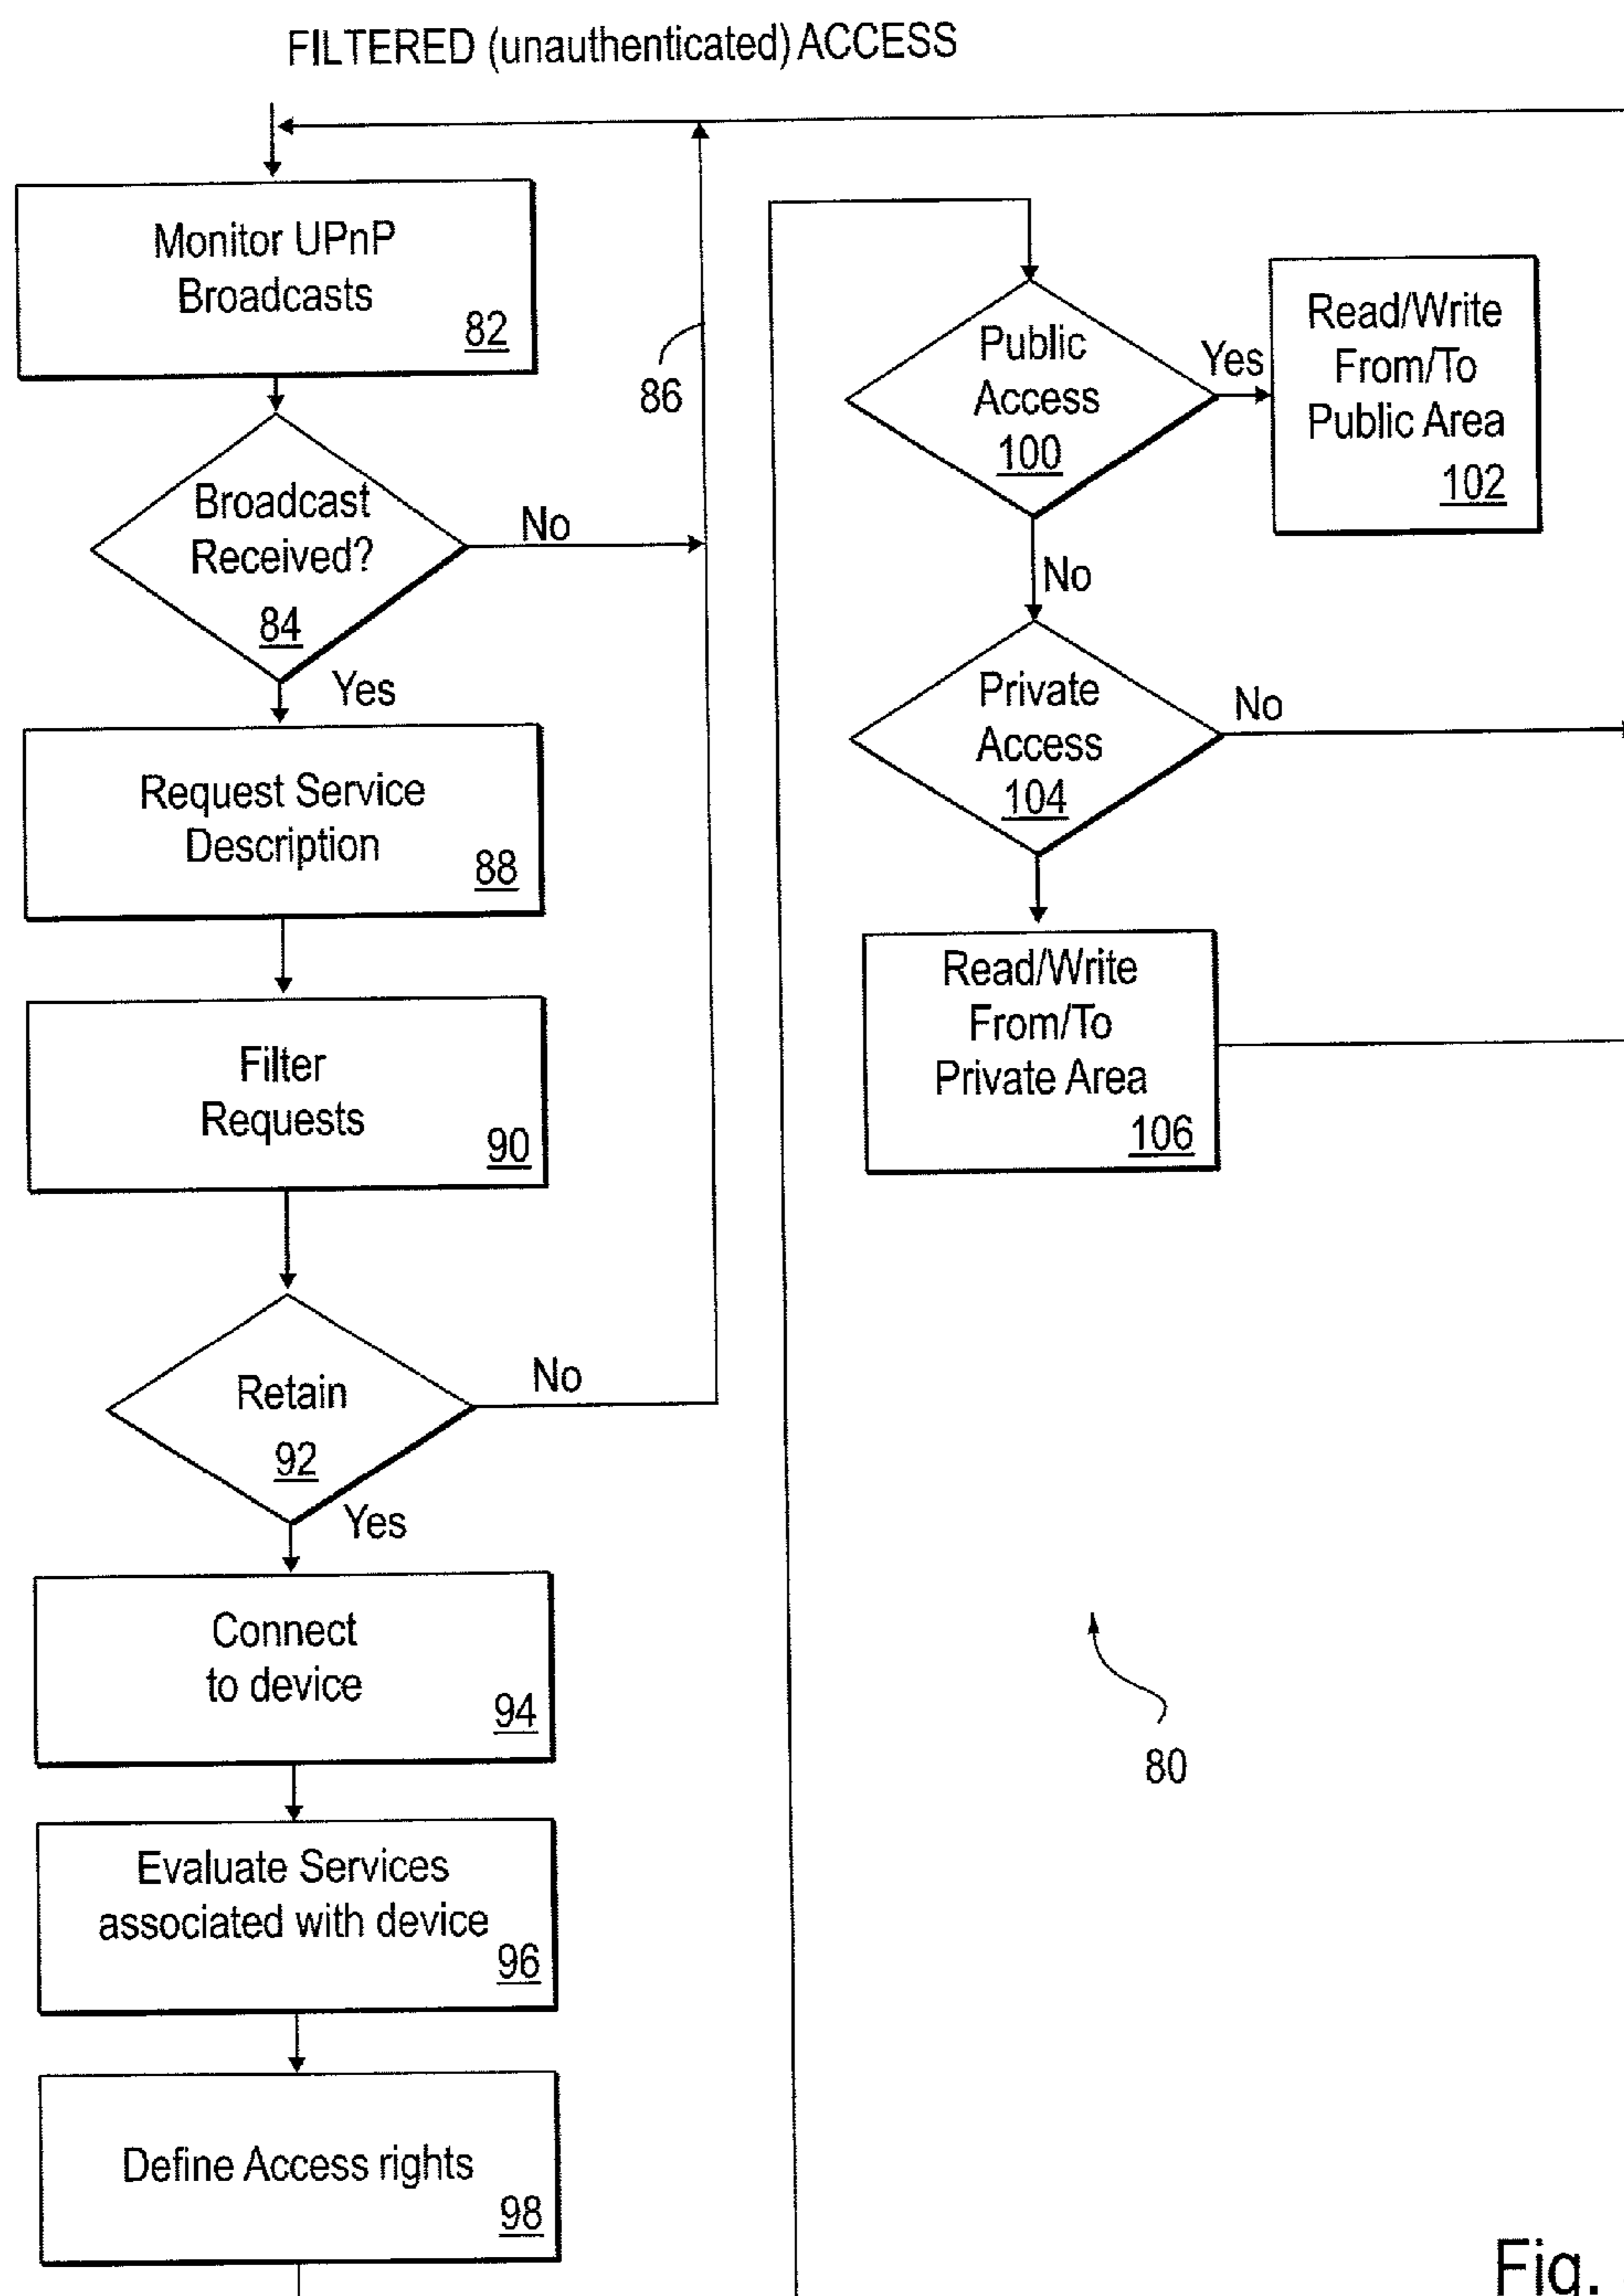 FILTERED (unauthenticated) ACCESS
Monitor UPnP
Broadcasts
82
Broadcast
Received?
84
No
Yes
86
Request Service
Description
88
Filter
Requests
90
Retain
92
No
Yes
Connect
to device
94
Evaluate Services
associated with device
96
Define Access rights
98
Public
Access
100
Yes
No
Read/Write
From/To
Public Area
102
Private
Access
104
No
Read/Write
From/To
Private Area
106
80
Fig.